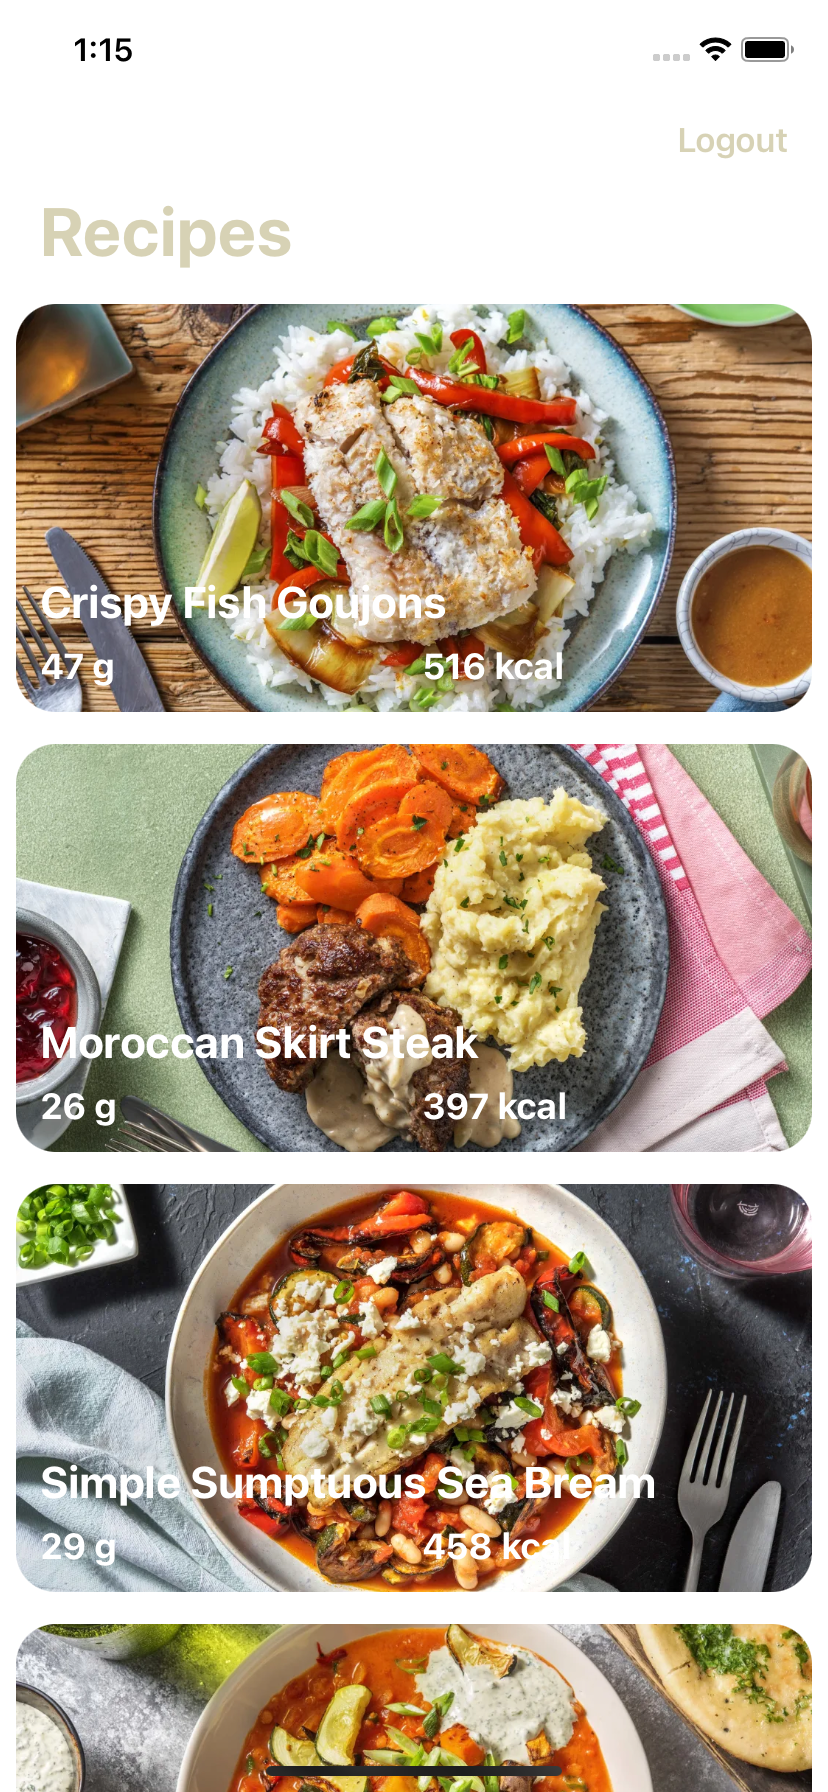 1:15
Logout
Recipes
Crispy Fish Goujons
47 g 516 kcal
Moroccan Skirt Steak
26 g 397 kcal
Simple Sumptuous Sea Bream
29 g 458 kcal